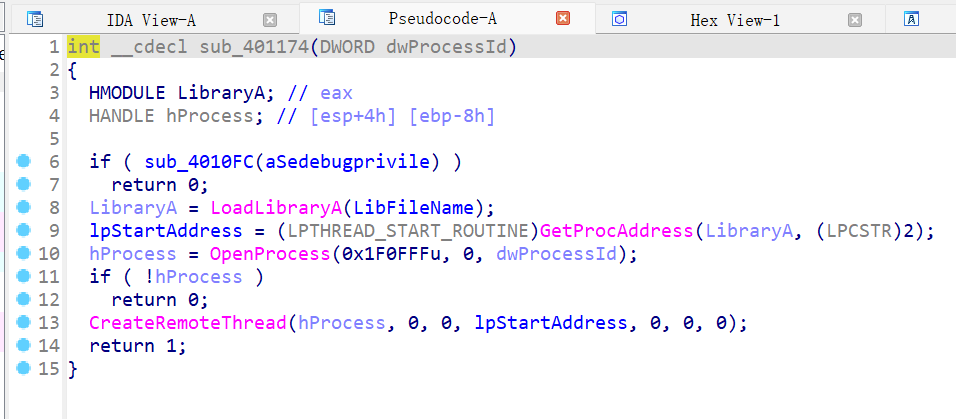 IDA View-A Pseudocode-A Hex View-1 A
1 int __cdecl sub_401174(DWORD dwProcessId)
2 {
3 HMODULE LibraryA; // eax
4 HANDLE hProcess; // [esp+4h] [ebp-8h]
5
6 if ( sub_4010FC(aSedebugprivile) )
7 return 0;
8 LibraryA = LoadLibraryA(LibFileName);
9 lpStartAddress = (LPTHREAD_START_ROUTINE)GetProcAddress(LibraryA, (LPCSTR)2);
10 hProcess = OpenProcess(0x1F0FFFu, 0, dwProcessId);
11 if ( !hProcess )
12 return 0;
13 CreateRemoteThread(hProcess, 0, 0, lpStartAddress, 0, 0, 0);
14 return 1;
15 }